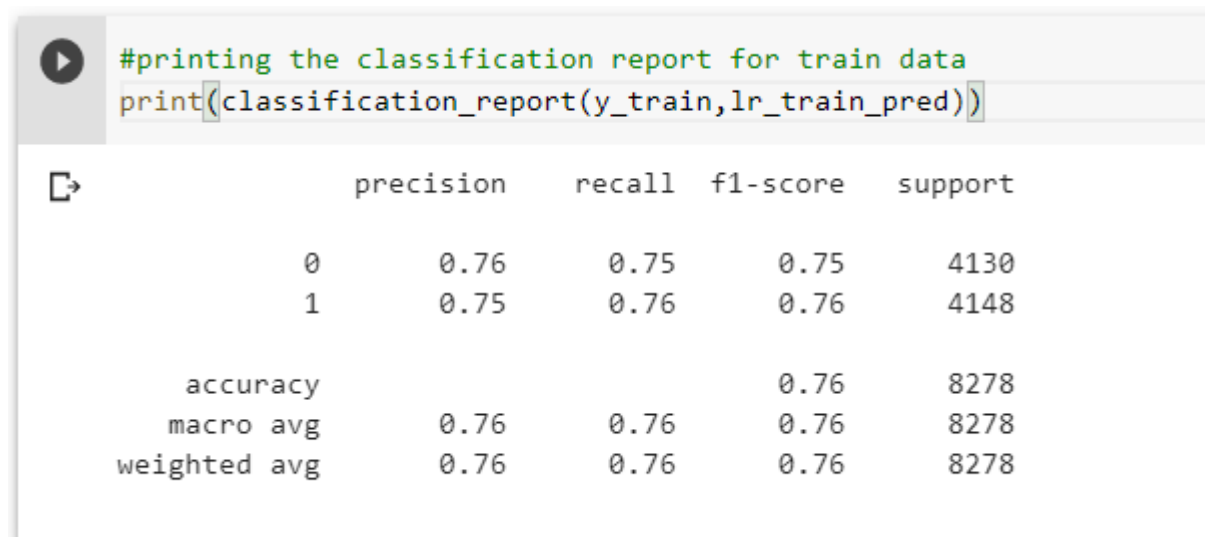 #printing the classification report for train data
print(classification_report(y_train,lr_train_pred))
precision recall f1-score support
0 0.76 0.75 0.75 4130
1 0.75 0.76 0.76 4148
accuracy 0.76 8278
macro avg 0.76 0.76 0.76 8278
weighted avg 0.76 0.76 0.76 8278